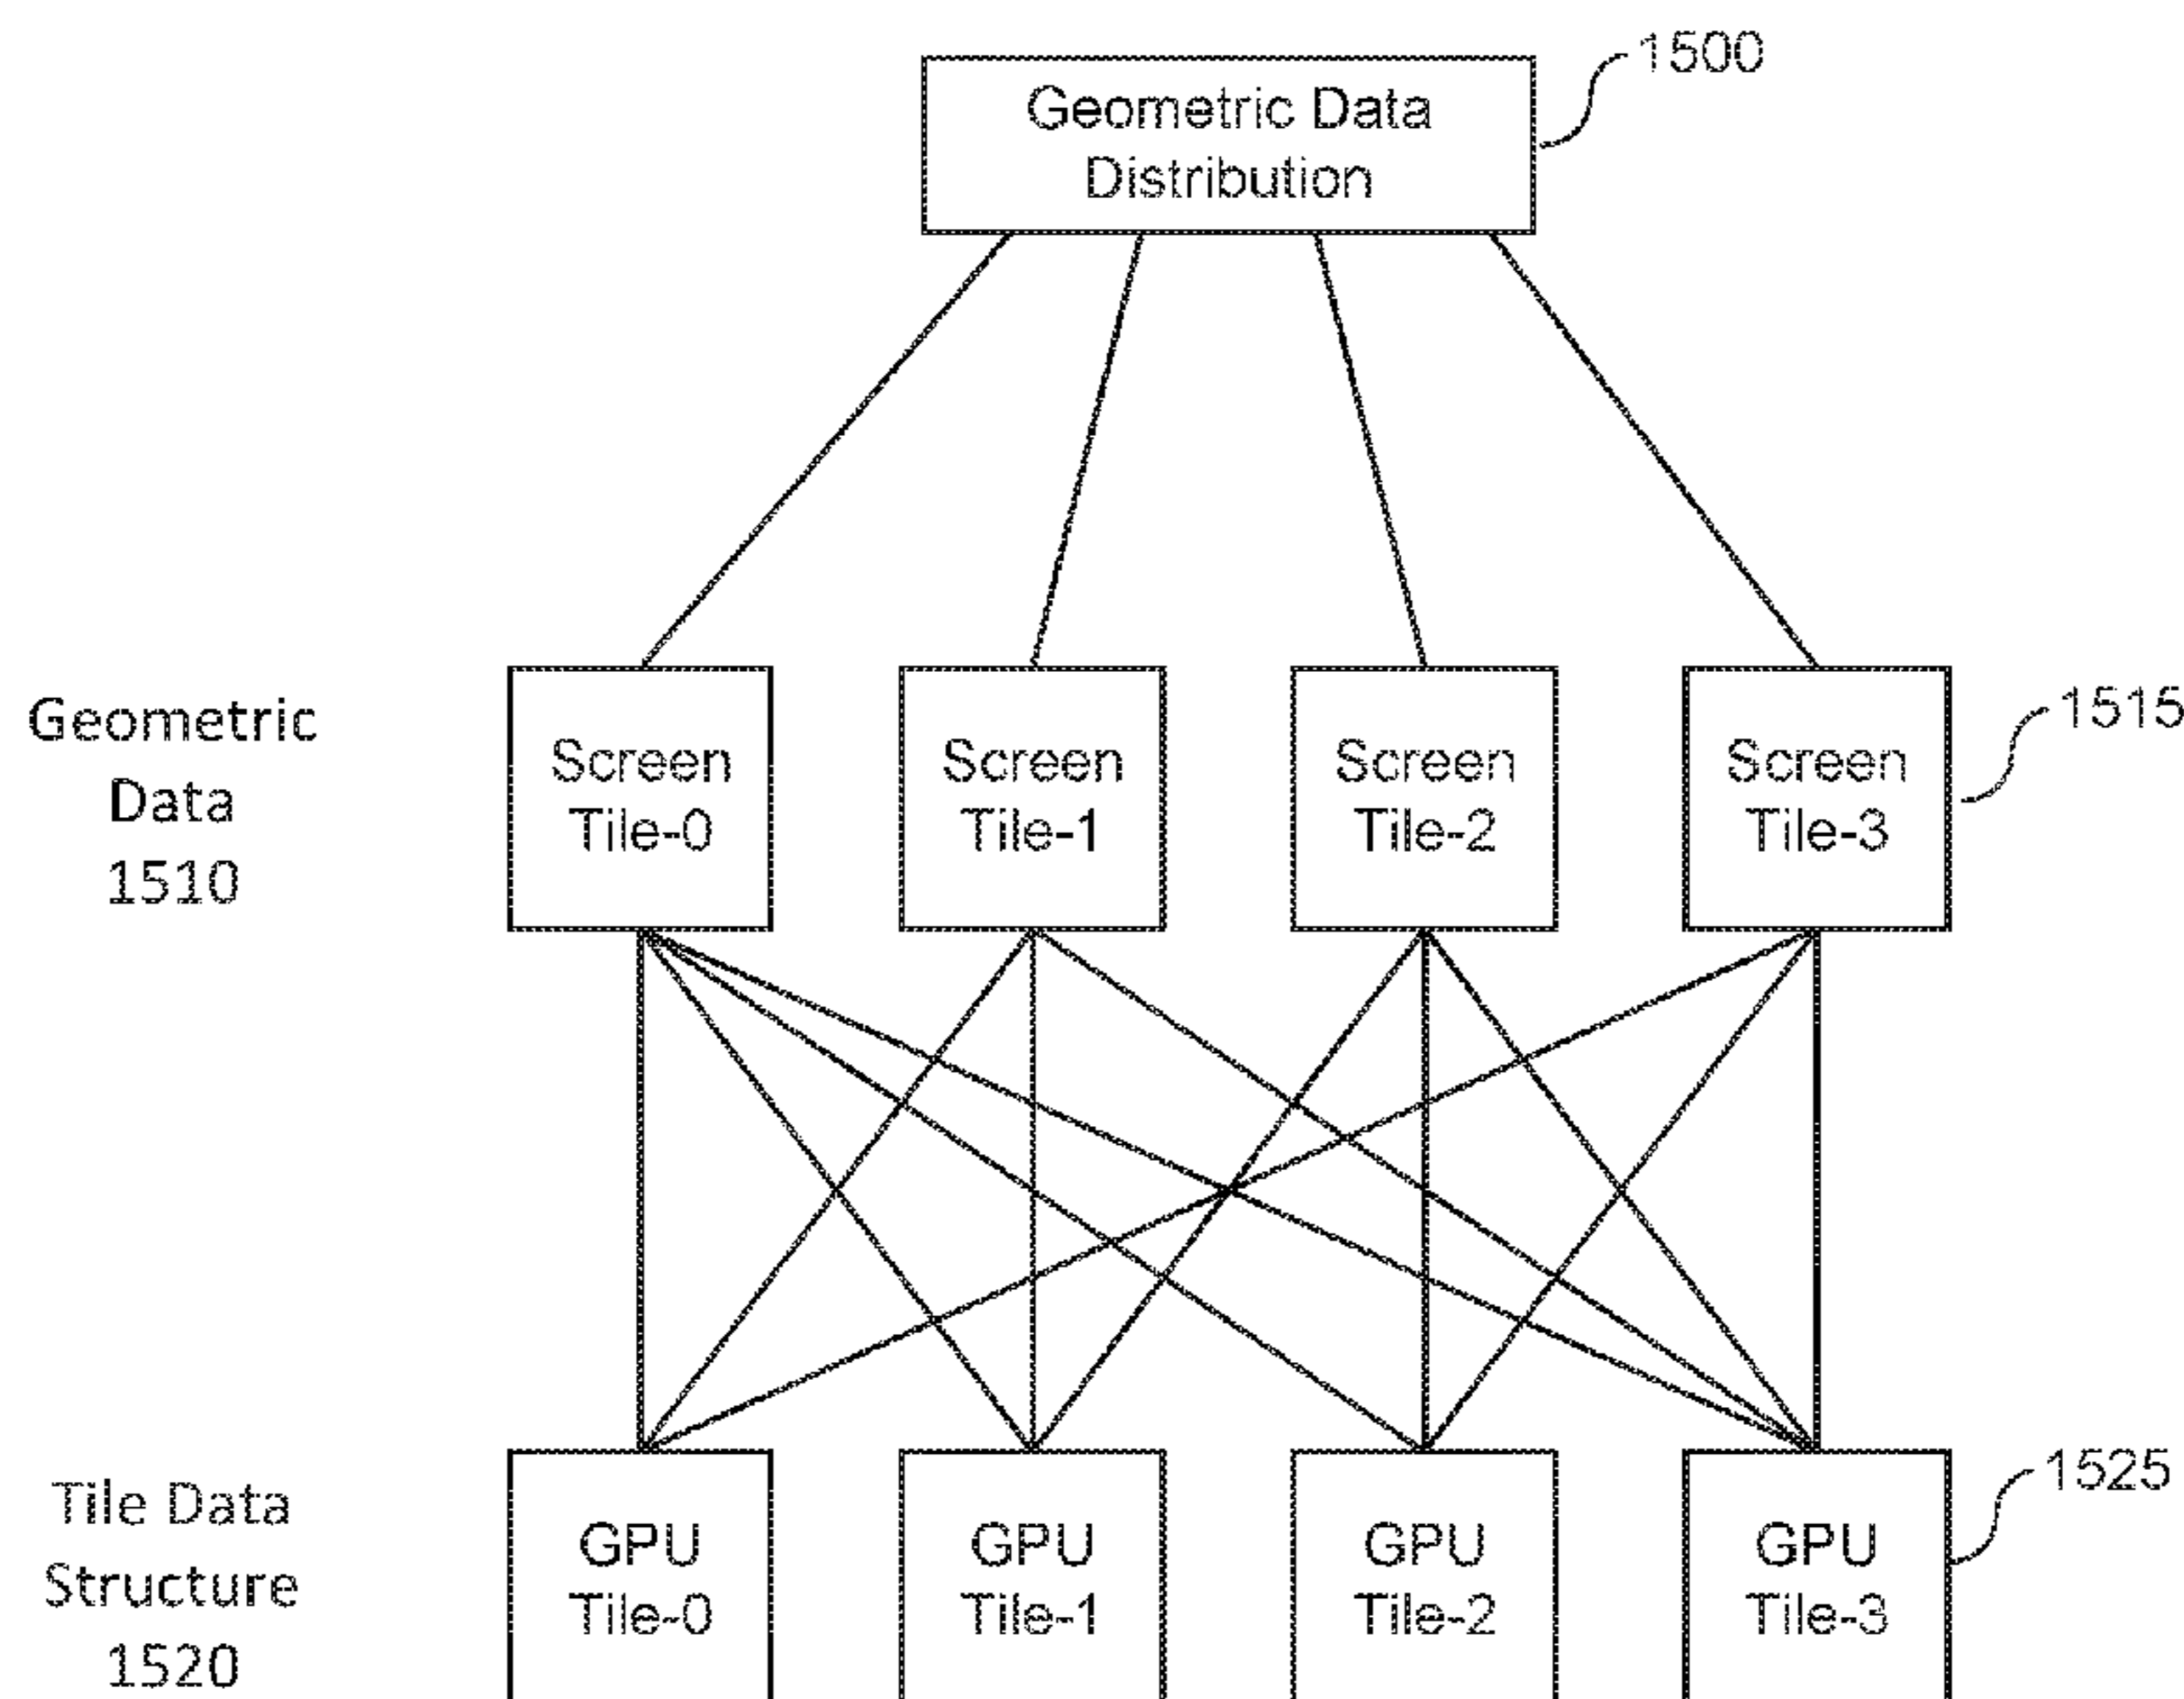 1500
Geometric Data
Distribution
Geometric
Data
1510
Screen
Tile-0
Screen
Tile-1
Screen
Tile-2
Screen
Tile-3
1515
Tile Data
Structure
1520
GPU
Tile-0
GPU
Tile-1
GPU
Tile-2
GPU
Tile-3
1525